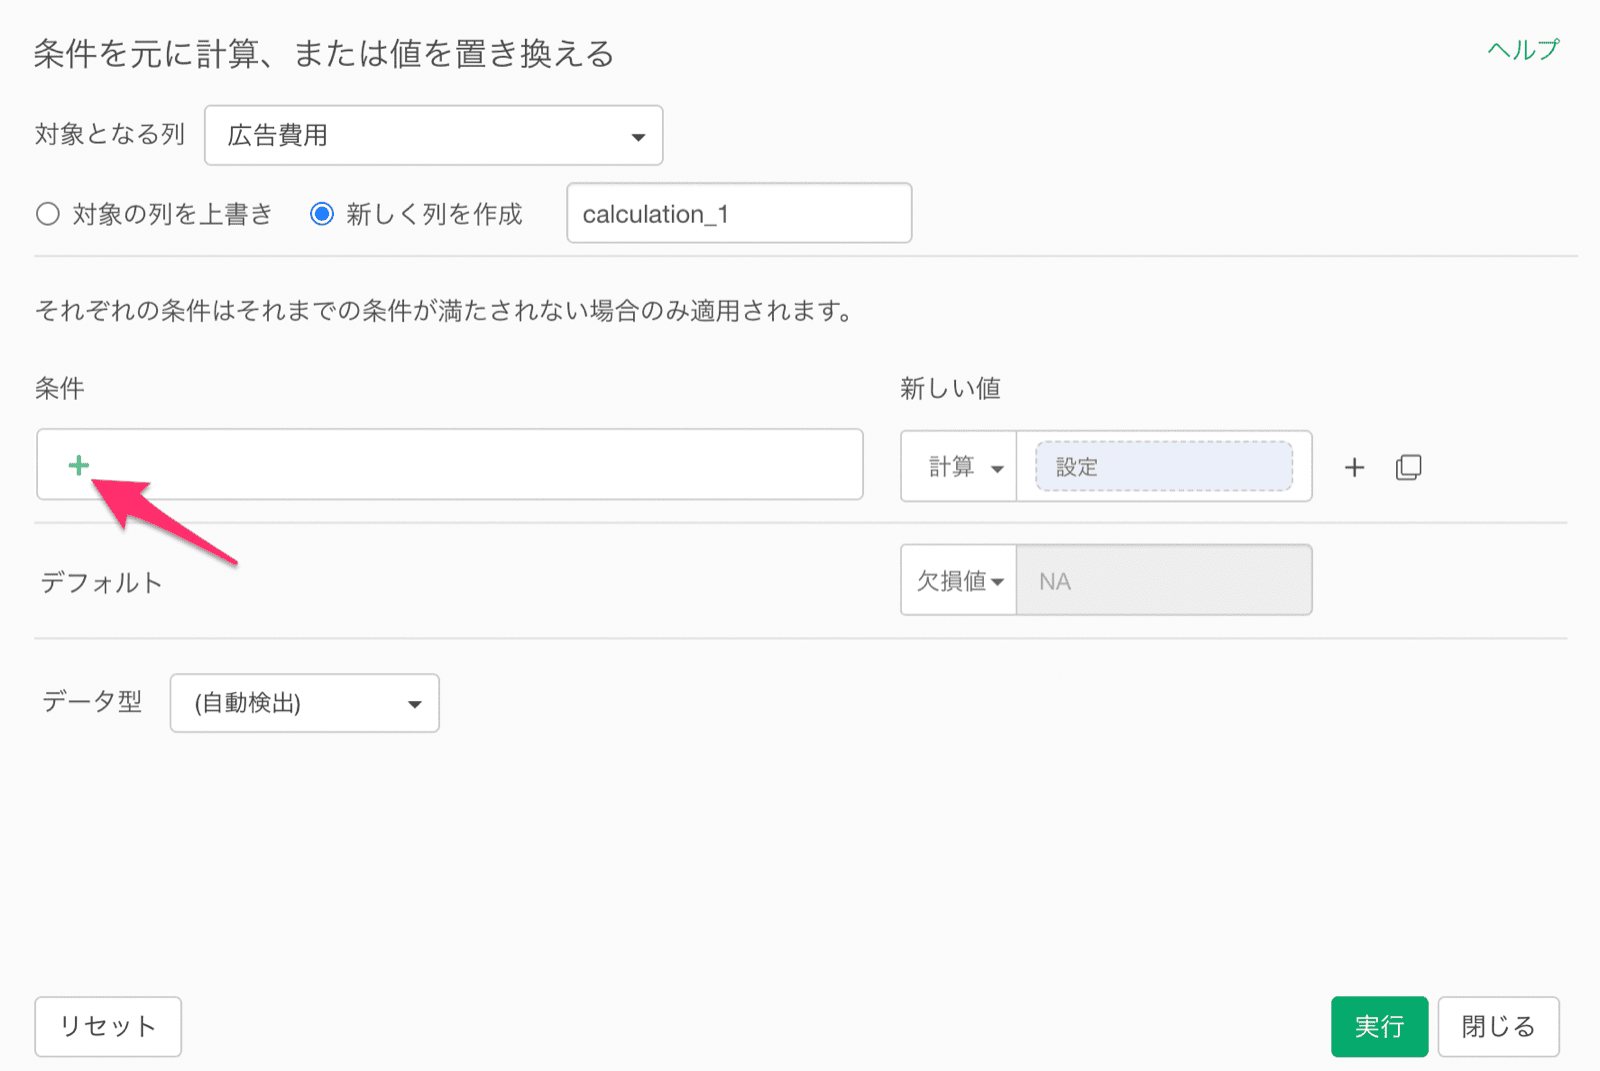 条件を元に計算、または値を置き換える
ヘルプ
対象となる列 広告費用
対象の列を上書き 新しく列を作成 calculation_1
それぞれの条件はそれまでの条件が満たされない場合のみ適用されます。
条件 新しい値
計算 設定
デフォルト 欠損値 NA
データ型 (自動検出)
リセット 実行 閉じる